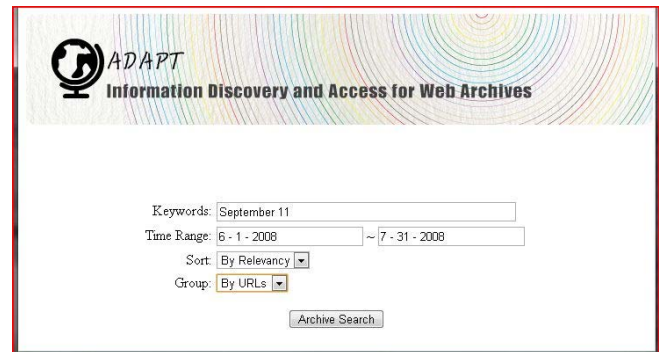 ADAPT
Information Discovery and Access for Web Archives
Keywords: September 11
Time Range: 6 - 1 - 2008 ~ 7 - 31 - 2008
Sort: By Relevancy
Group: By URLs
Archive Search